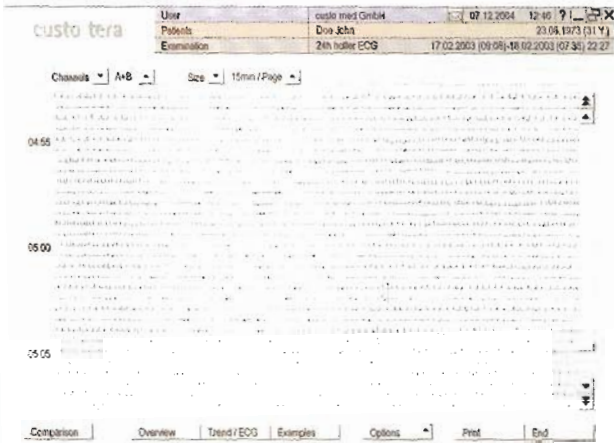 custo tera
User custo med GmbH 07.12.2004 12:46 ?
Patients Doe John 23.06.1973 (31 Y.)
Examination 24h holter ECG 17.02.2003 (09:08)-18.02.2003 (07:35) 22:27
Channels A+B Size 15min / Page
04:55
05:00
05:05
Comparison Overview Trend / ECG Examples Options Print End